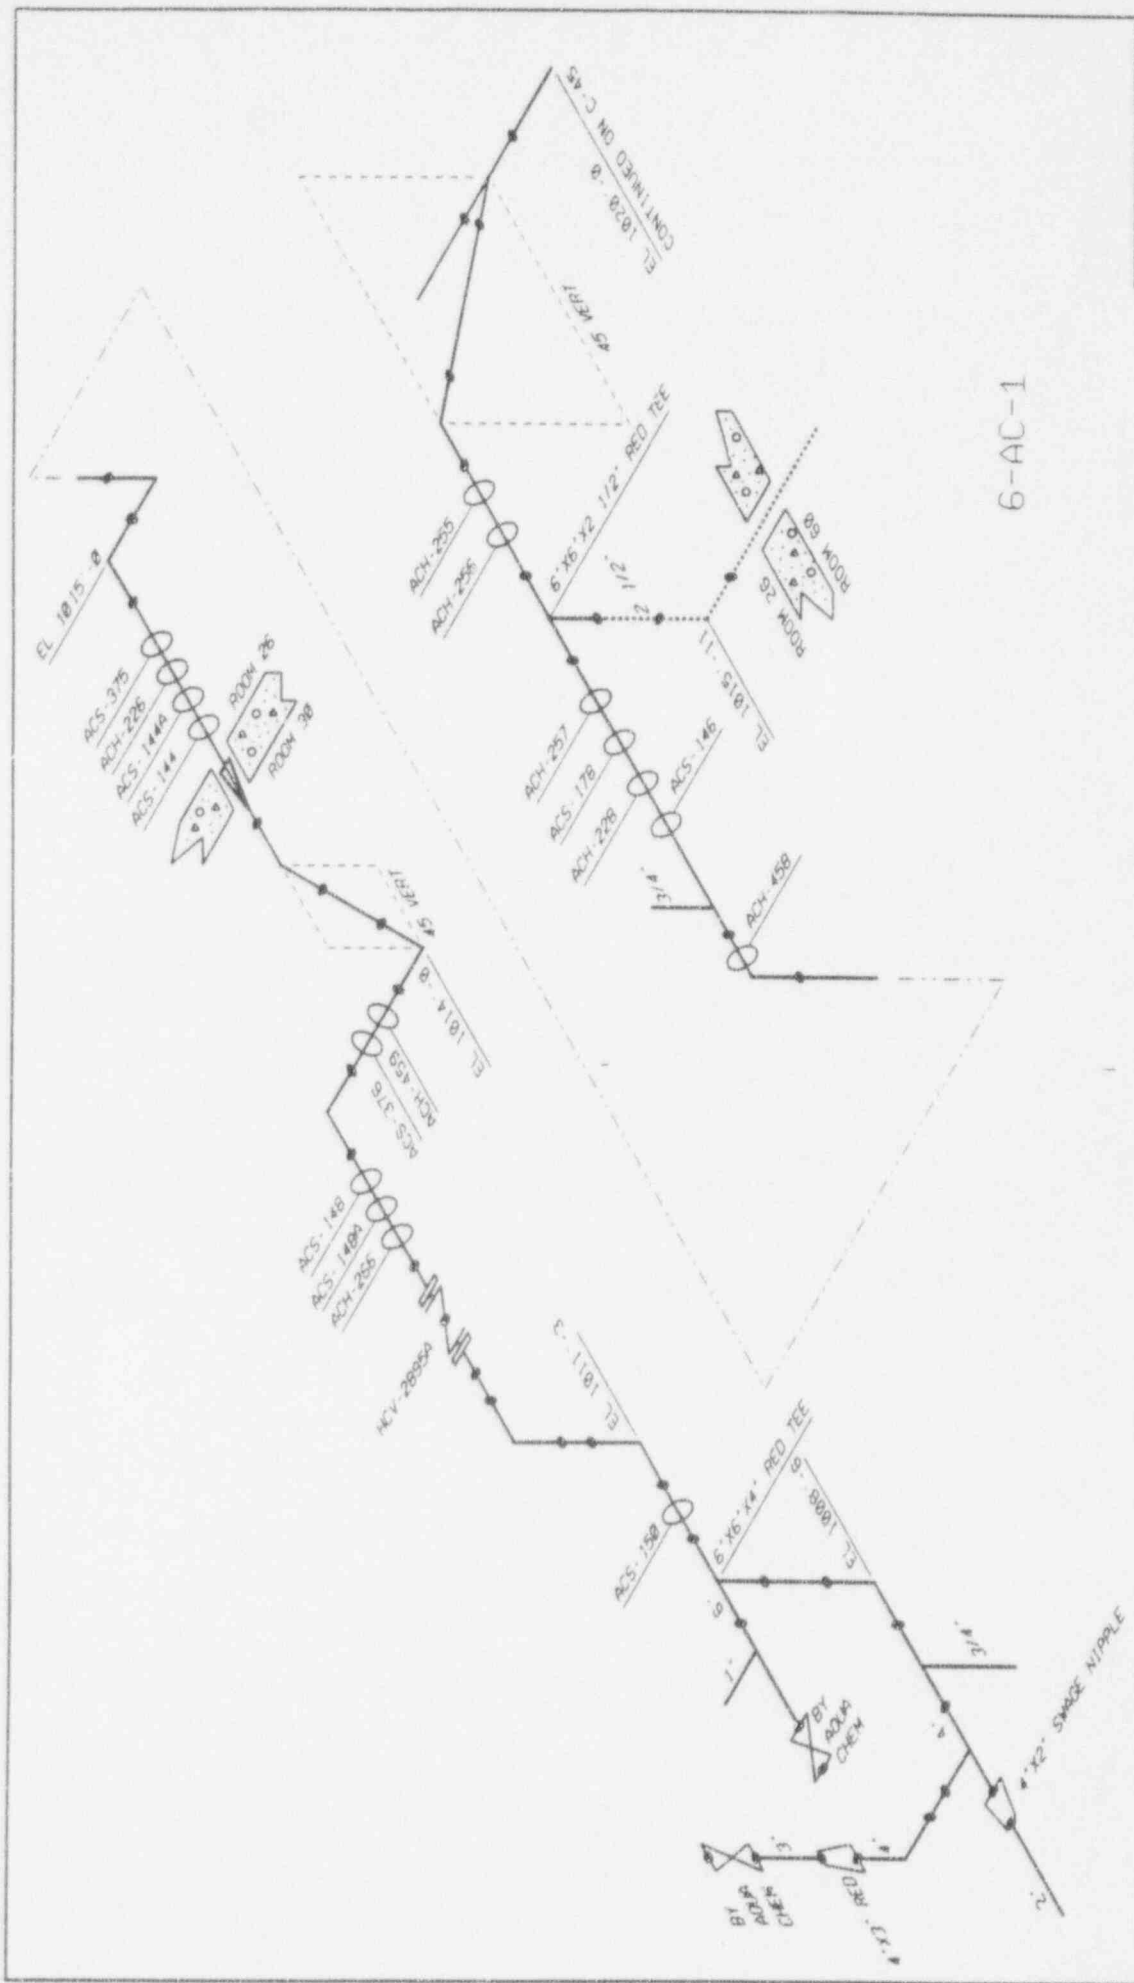 CONTINUED ON C-45
EL 1020'-0
45 VERT
EL 1015'-0
ACS-375
ACH-226
ACS-144A
ACS-144
ROOM 26
ROOM 30
ACH-255
ACH-256
6"X6"X2 1/2" RED TEE
2 1/2"
ROOM 26
ROOM 60
EL 1015'-11
6-AC-1
ACH-257
ACS-178
ACH-228
ACS-146
3/4"
ACH-458
45 VERT
EL 1014'-0
ACH-459
ACS-376
ACS-148
ACS-148A
ACH-266
HCV-2895A
EL 1011'-3
ACS-150
6"X6"X4" RED TEE
6"
EL 1008'-9
1"
BY
AQUA
CHEM
3/4"
4"
4"X2" SWAGE NIPPLE
2"
BY
AQUA
CHEM
3"
4"X3" RED
4"